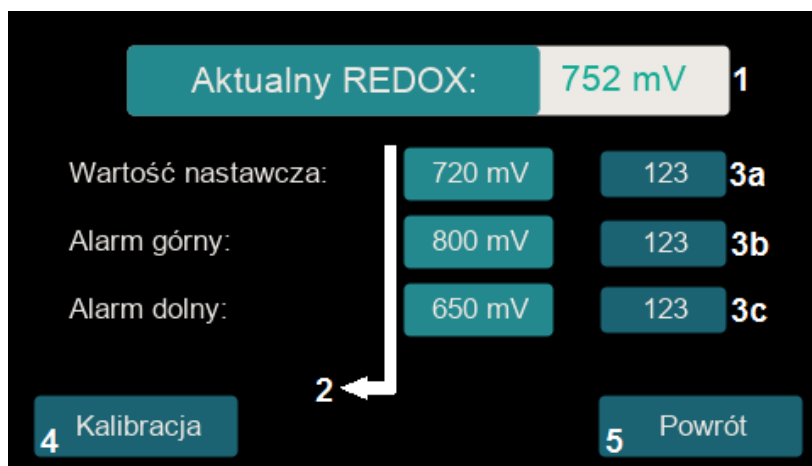 Aktualny REDOX: 752 mV 1
Wartość nastawcza: 720 mV 123 3a
Alarm górny: 800 mV 123 3b
Alarm dolny: 650 mV 123 3c
2
4 Kalibracja 5 Powrót